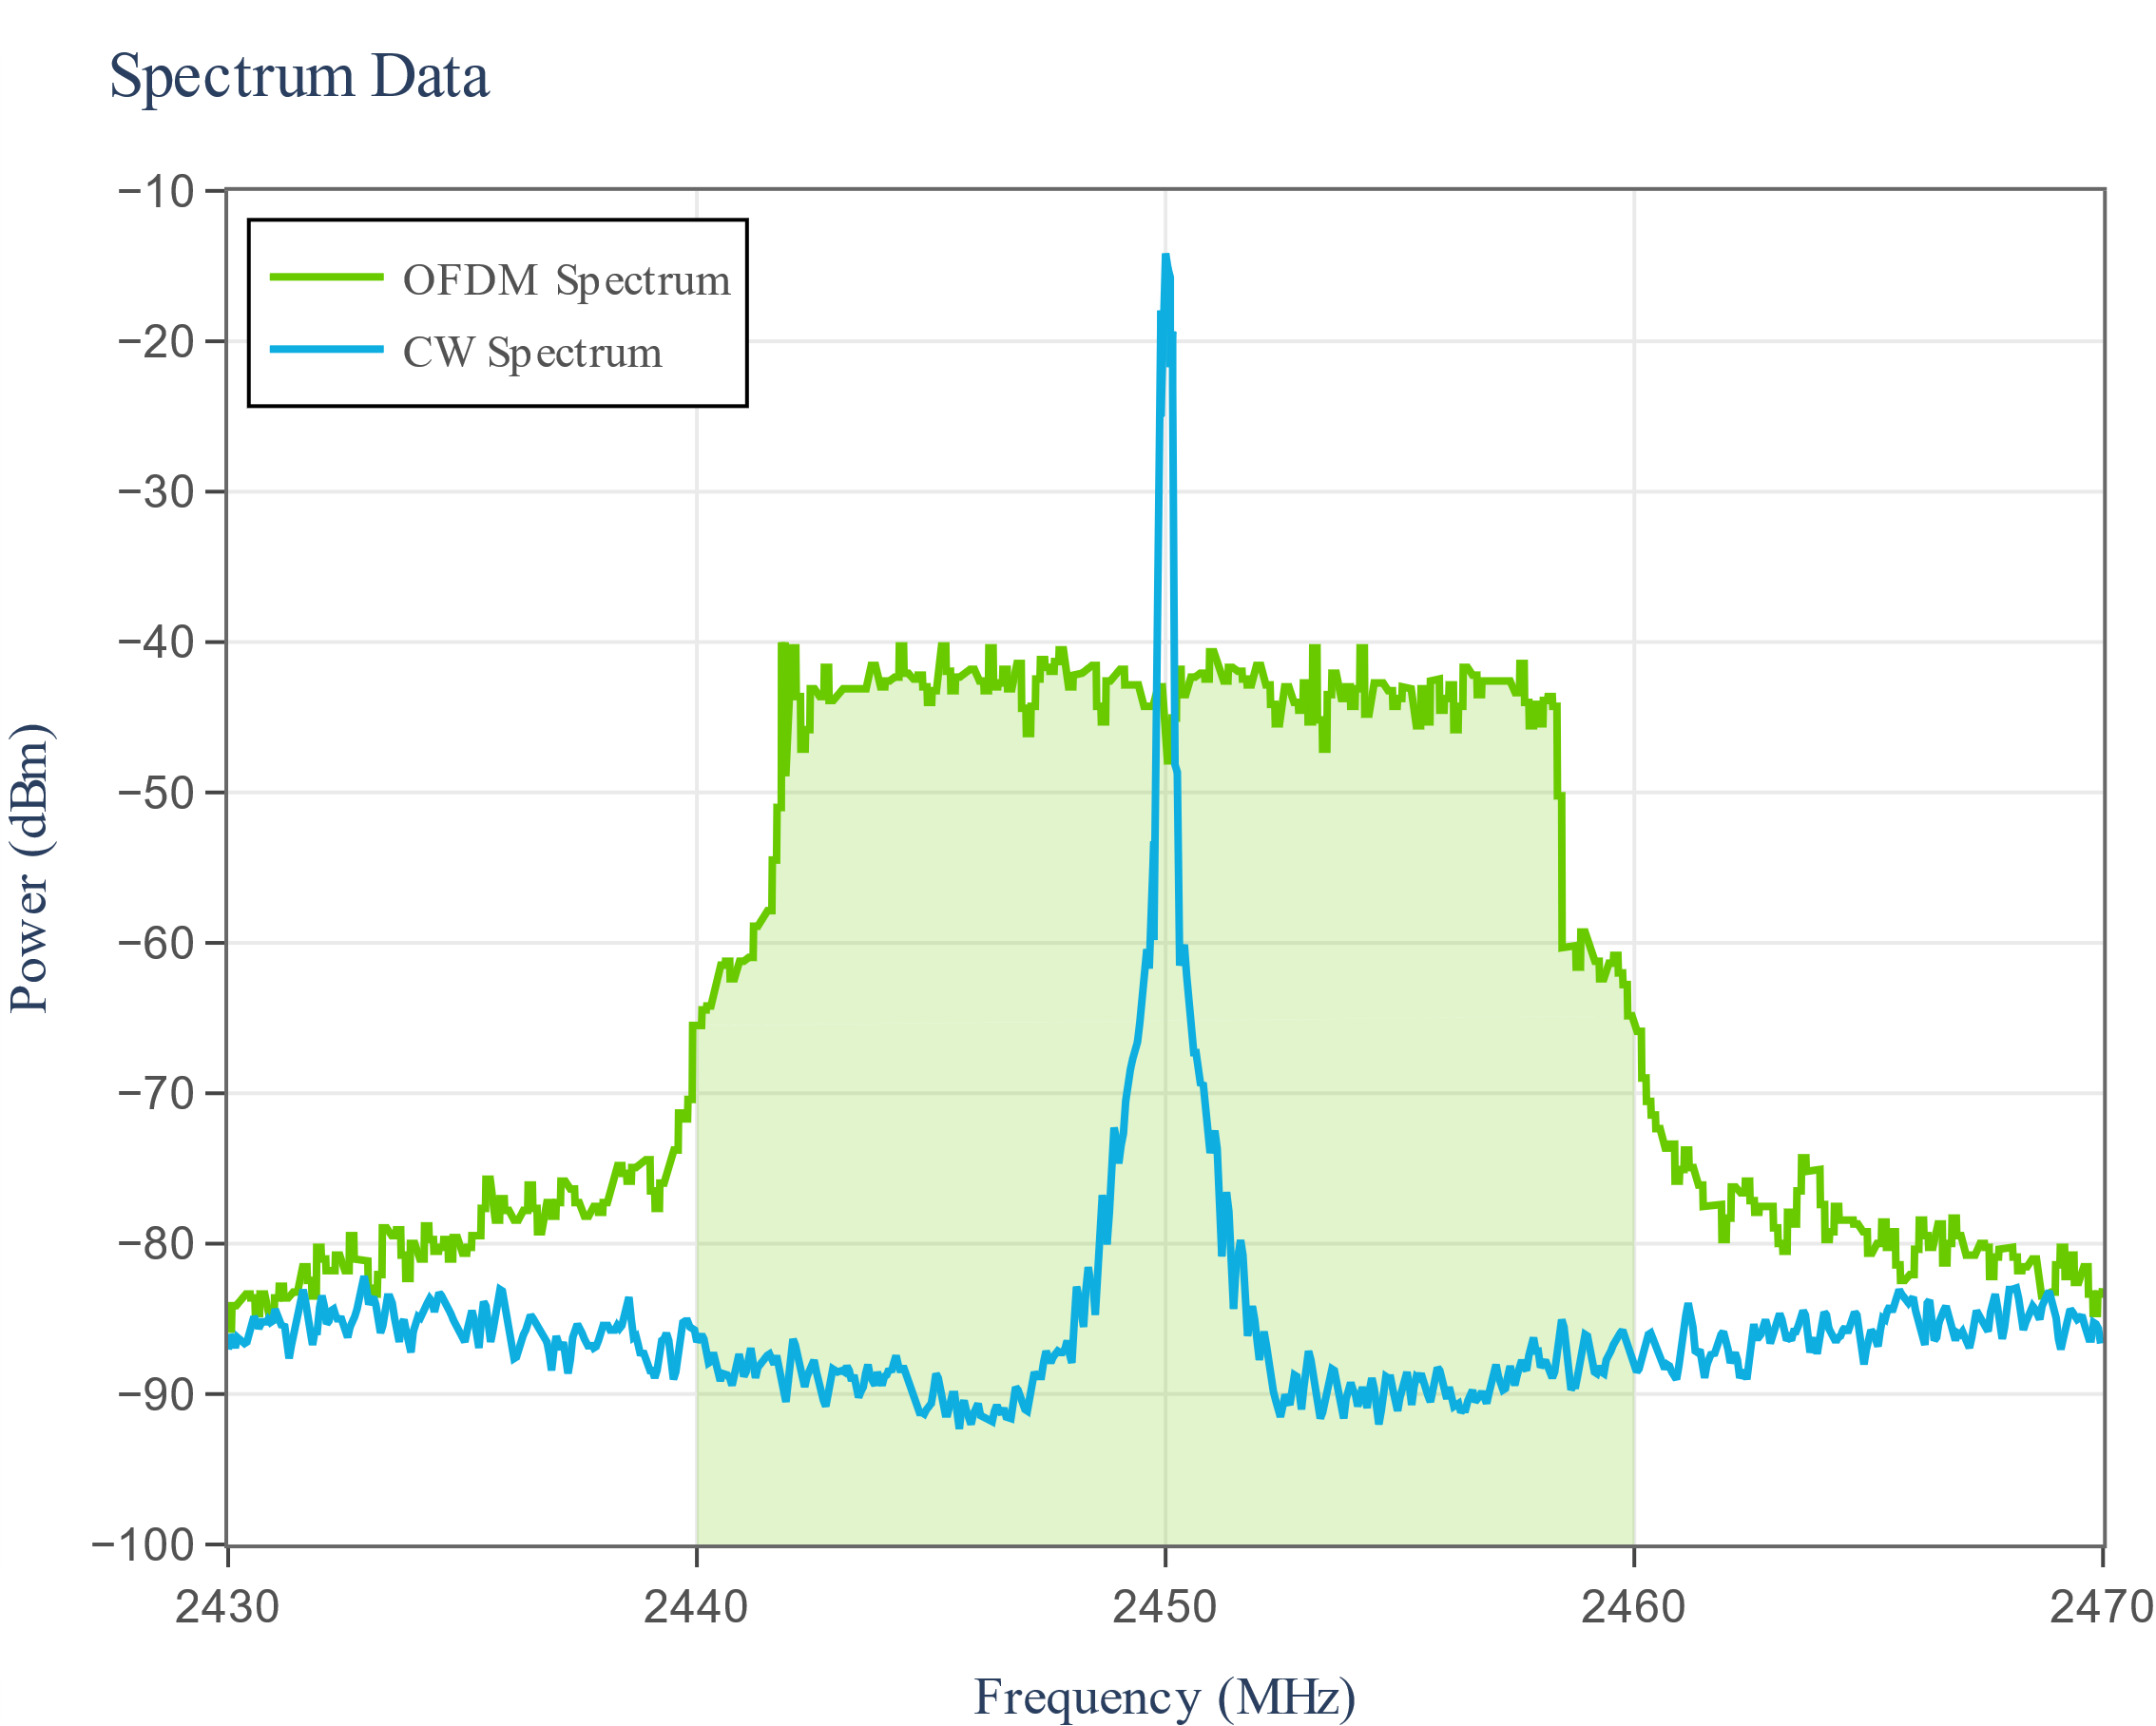 Spectrum Data
OFDM Spectrum
CW Spectrum
−10
−20
−30
−40
−50
−60
−70
−80
−90
−100
Power (dBm)
2430 2440 2450 2460 2470
Frequency (MHz)